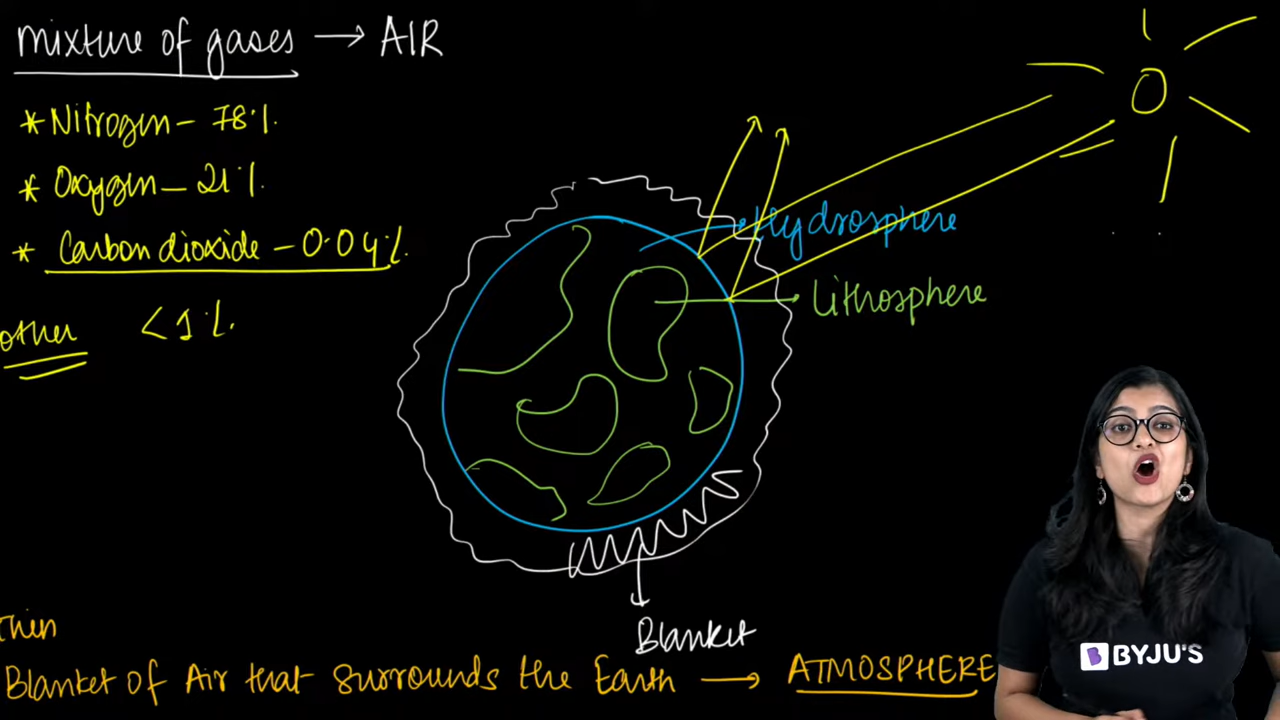 mixture of gases → AIR
* Nitrogen - 78%.
* Oxygen - 21%.
* Carbon dioxide - 0.04%.
other <1%.
Hydrosphere
Lithosphere
Blanket
BYJU'S
then
Blanket of Air that surrounds the Earth → ATMOSPHERE